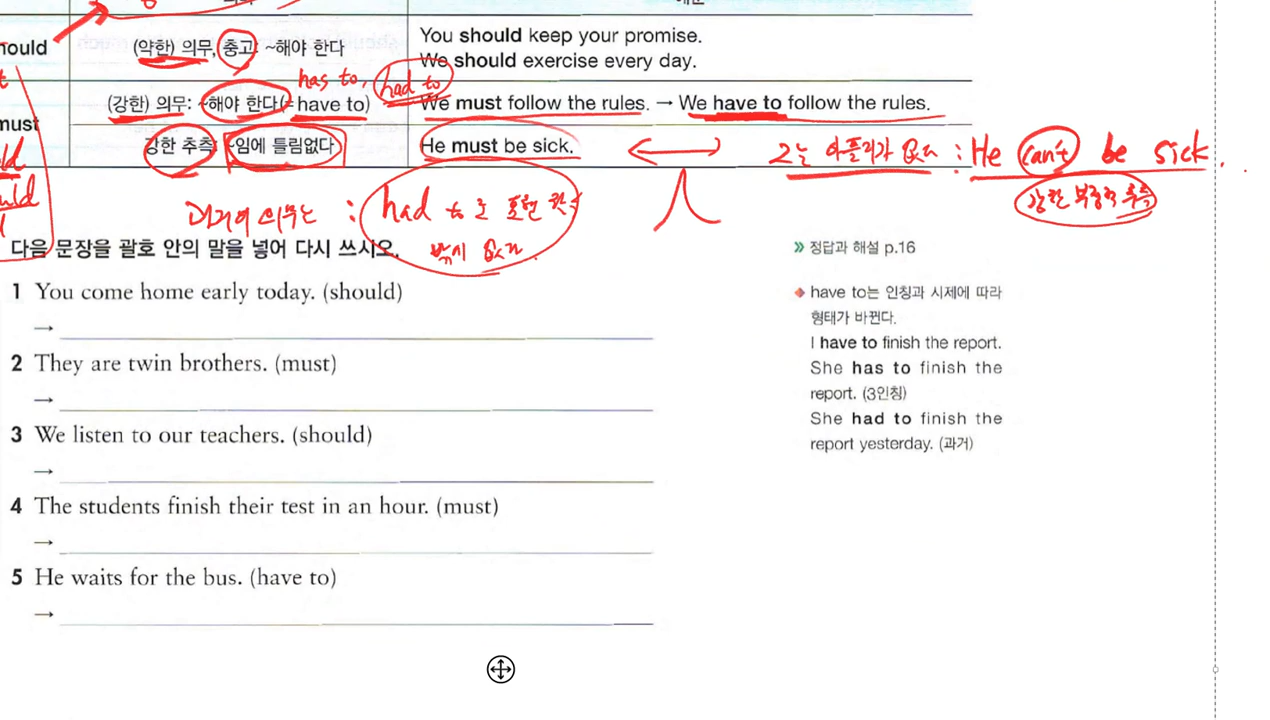 (약한) 의무, 충고: ~해야 한다
You should keep your promise.
We should exercise every day.
has to, had to
(강한) 의무: ~해야 한다(= have to)
We must follow the rules. → We have to follow the rules.
must
강한 추측: ~임에 틀림없다
He must be sick.
그는 아플리가 없다 : He can't be sick.
강한 부정적 추측
과거의 의무는 : had to로 표현 할 수
밖에 없다.
다음 문장을 괄호 안의 말을 넣어 다시 쓰시오.
» 정답과 해설 p.16
1 You come home early today. (should)
→
2 They are twin brothers. (must)
→
3 We listen to our teachers. (should)
→
4 The students finish their test in an hour. (must)
→
5 He waits for the bus. (have to)
→
have to는 인칭과 시제에 따라
형태가 바뀐다.
I have to finish the report.
She has to finish the
report. (3인칭)
She had to finish the
report yesterday. (과거)